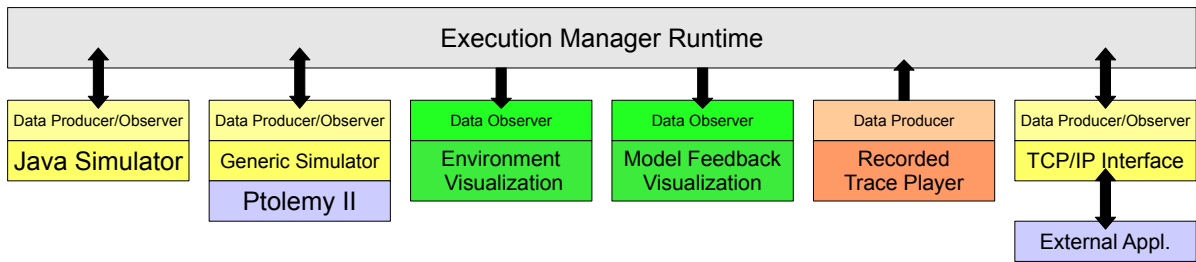 Execution Manager Runtime
Data Producer/Observer
Java Simulator
Data Producer/Observer
Generic Simulator
Ptolemy II
Data Observer
Environment
Visualization
Data Observer
Model Feedback
Visualization
Data Producer
Recorded
Trace Player
Data Producer/Observer
TCP/IP Interface
External Appl.